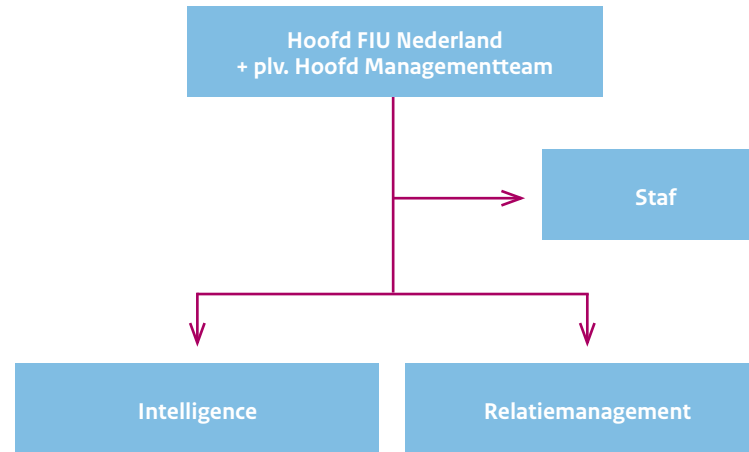 Hoofd FIU Nederland
+ plv. Hoofd Managementteam
Staf
Intelligence
Relatiemanagement